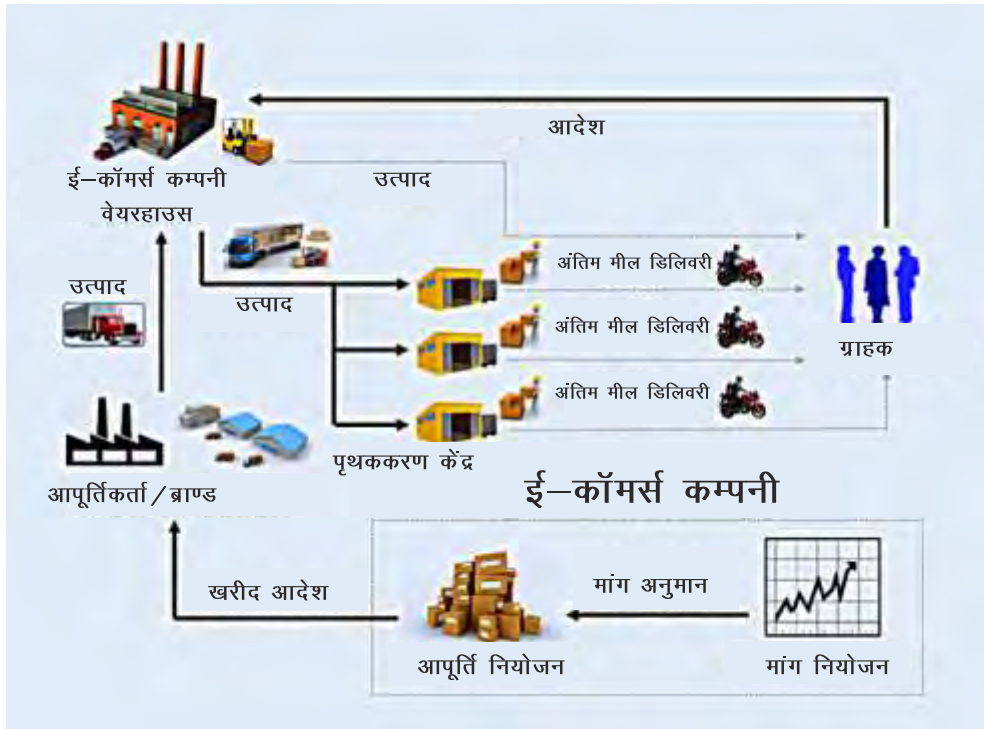 आदेश
ई–कॉमर्स कम्पनी
वेयरहाउस
उत्पाद
उत्पाद
उत्पाद
अंतिम मील डिलिवरी
अंतिम मील डिलिवरी
अंतिम मील डिलिवरी
ग्राहक
पृथककरण केंद्र
आपूर्तिकर्ता/ब्राण्ड
ई–कॉमर्स कम्पनी
खरीद आदेश
मांग अनुमान
आपूर्ति नियोजन
मांग नियोजन